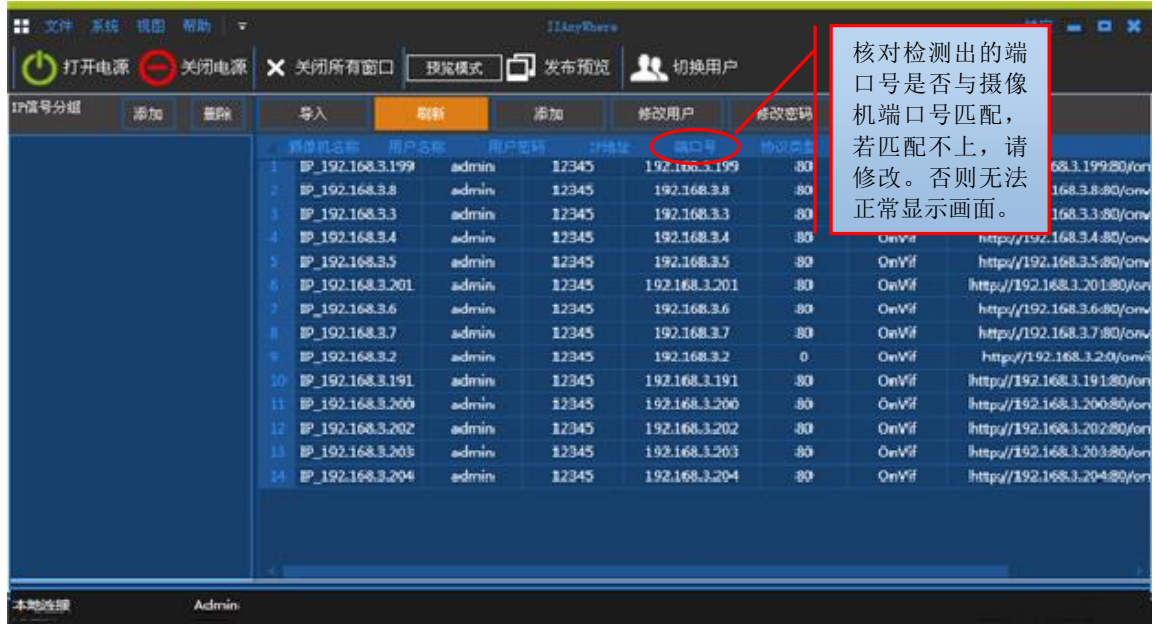 文件 系统 视图 帮助 IIAnyWhere
打开电源 关闭电源 关闭所有窗口 预览模式 发布预览 切换用户
IP信号分组 添加 删除 导入 刷新 添加 修改用户 修改密码
摄像机名称 用户名称 用户密码 IP地址 端口号 协议类型
1 IP_192.168.3.199 admin 12345 192.168.3.199 80 68.3.199:80/on
2 IP_192.168.3.8 admin 12345 192.168.3.8 80 168.3.8:80/onv
3 IP_192.168.3.3 admin 12345 192.168.3.3 80 168.3.3:80/onv
4 IP_192.168.3.4 admin 12345 192.168.3.4 80 OnVif http://192.168.3.4:80/onv
5 IP_192.168.3.5 admin 12345 192.168.3.5 80 OnVif http://192.168.3.5:80/onv
6 IP_192.168.3.201 admin 12345 192.168.3.201 80 OnVif http://192.168.3.201:80/on
7 IP_192.168.3.6 admin 12345 192.168.3.6 80 OnVif http://192.168.3.6:80/onv
8 IP_192.168.3.7 admin 12345 192.168.3.7 80 OnVif http://192.168.3.7:80/onv
9 IP_192.168.3.2 admin 12345 192.168.3.2 0 OnVif http://192.168.3.2:0/onvi
10 IP_192.168.3.191 admin 12345 192.168.3.191 80 OnVif http://192.168.3.191:80/on
11 IP_192.168.3.200 admin 12345 192.168.3.200 80 OnVif http://192.168.3.200:80/on
12 IP_192.168.3.202 admin 12345 192.168.3.202 80 OnVif http://192.168.3.202:80/on
13 IP_192.168.3.203 admin 12345 192.168.3.203 80 OnVif http://192.168.3.203:80/on
14 IP_192.168.3.204 admin 12345 192.168.3.204 80 OnVif http://192.168.3.204:80/on
核对检测出的端
口号是否与摄像
机端口号匹配，
若匹配不上，请
修改。否则无法
正常显示画面。
本地连接 Admin